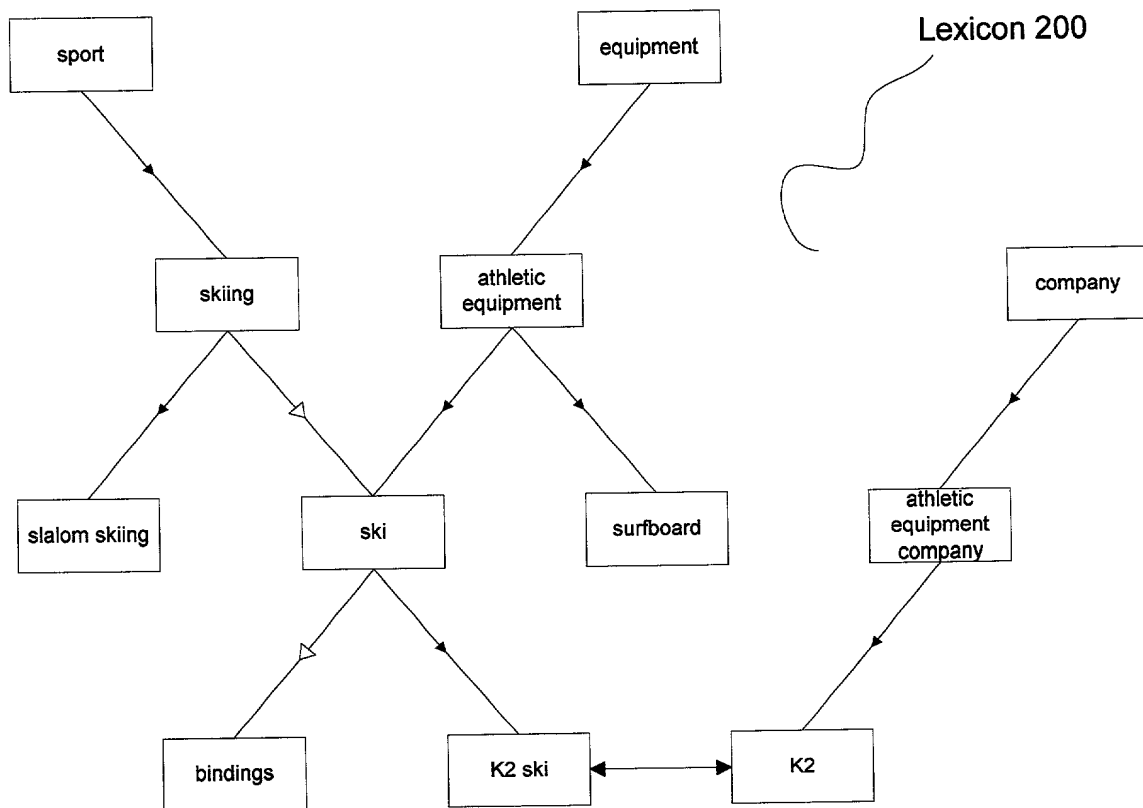 Lexicon 200
sport
equipment
skiing
athletic
equipment
company
slalom skiing
ski
surfboard
athletic
equipment
company
bindings
K2 ski
K2